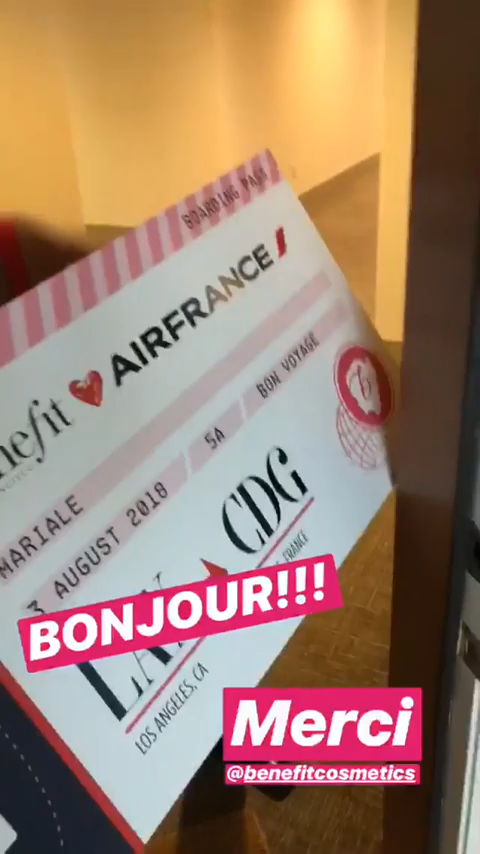 BOARDING PASS
nefit AIRFRANCE
MARIALE
3 AUGUST 2018 5A BON VOYAGE
LAX CDG
LOS ANGELES, CA FRANCE
BONJOUR!!!
Merci
@benefitcosmetics